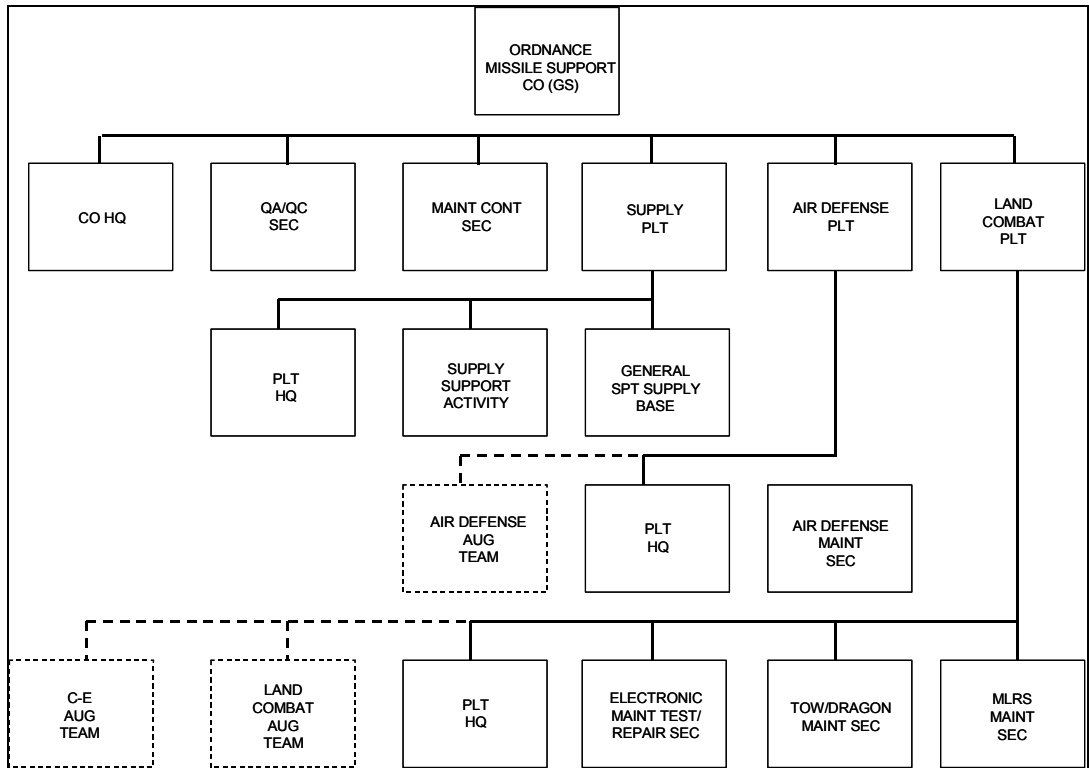 ORDNANCE
MISSILE SUPPORT
CO (GS)
CO HQ
QA/QC
SEC
MAINT CONT
SEC
SUPPLY
PLT
AIR DEFENSE
PLT
LAND
COMBAT
PLT
PLT
HQ
SUPPLY
SUPPORT
ACTIVITY
GENERAL
SPT SUPPLY
BASE
AIR DEFENSE
AUG
TEAM
PLT
HQ
AIR DEFENSE
MAINT
SEC
C-E
AUG
TEAM
LAND
COMBAT
AUG
TEAM
PLT
HQ
ELECTRONIC
MAINT TEST/
REPAIR SEC
TOW/DRAGON
MAINT SEC
MLRS
MAINT
SEC